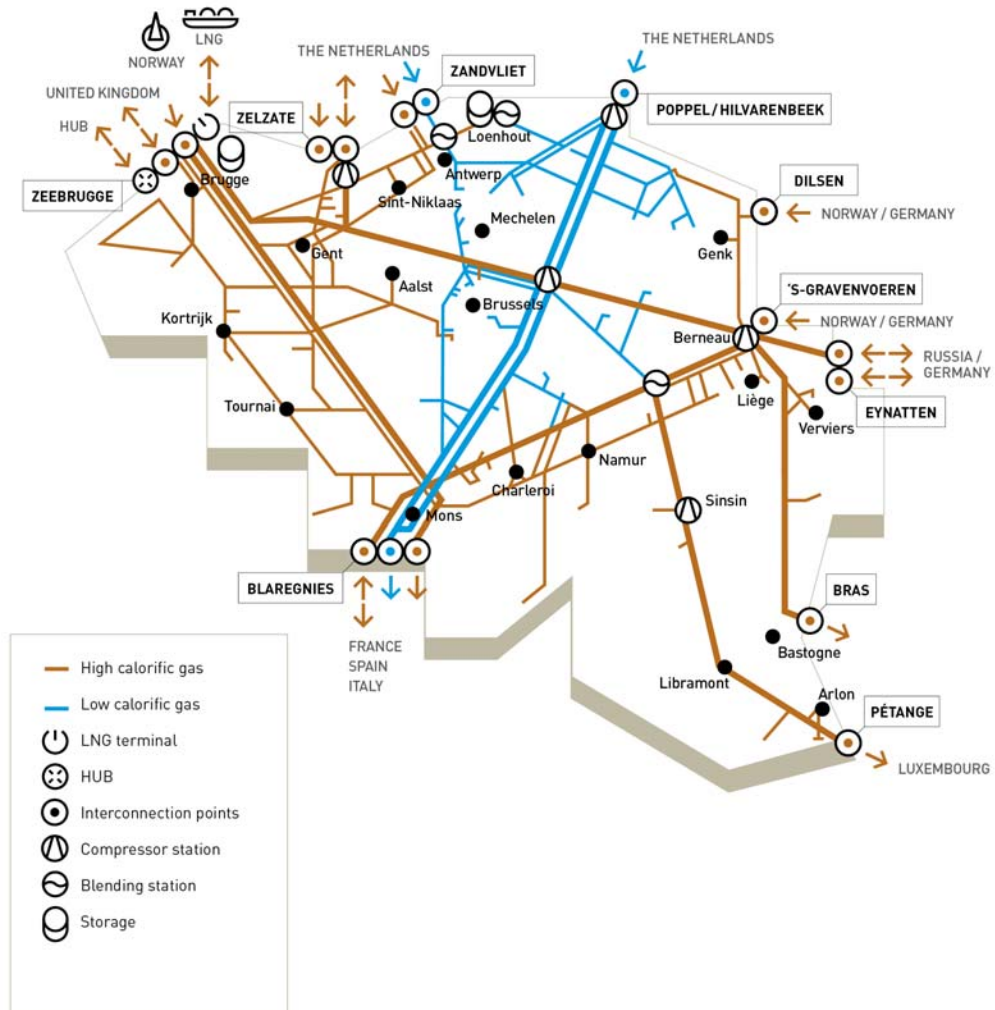 LNG
NORWAY
THE NETHERLANDS
THE NETHERLANDS
ZANDVLIET
UNITED KINGDOM
HUB
ZELZATE
POPPEL/HILVARENBEEK
Loenhout
Antwerp
Brugge
ZEEBRUGGE
Sint-Niklaas
DILSEN
NORWAY / GERMANY
Mechelen
Genk
Gent
Aalst
'S-GRAVENVOEREN
Brussels
Kortrijk
NORWAY / GERMANY
Berneau
RUSSIA /
GERMANY
Liège
EYNATTEN
Tournai
Verviers
Namur
Charleroi
Sinsin
Mons
BLAREGNIES
BRAS
FRANCE
SPAIN
ITALY
Bastogne
Libramont
Arlon
PÉTANGE
LUXEMBOURG
High calorific gas
Low calorific gas
LNG terminal
HUB
Interconnection points
Compressor station
Blending station
Storage